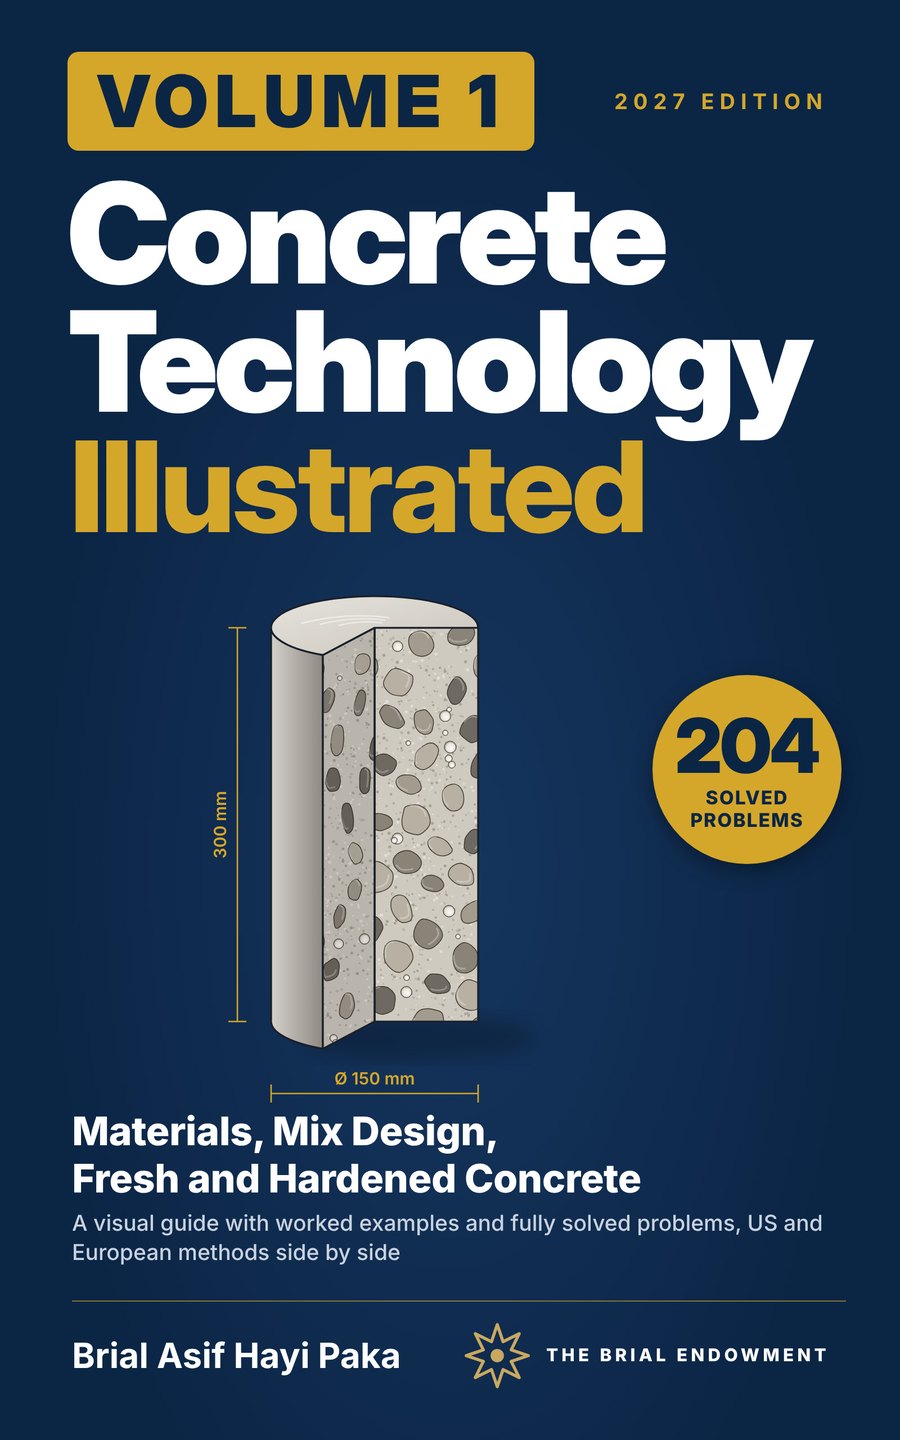 VOLUME 1
2027 EDITION
Concrete
Technology
Illustrated
300 mm
204
SOLVED
PROBLEMS
Ø 150 mm
Materials, Mix Design,
Fresh and Hardened Concrete
A visual guide with worked examples and fully solved problems, US and
European methods side by side
Brial Asif Hayi Paka
THE BRIAL ENDOWMENT